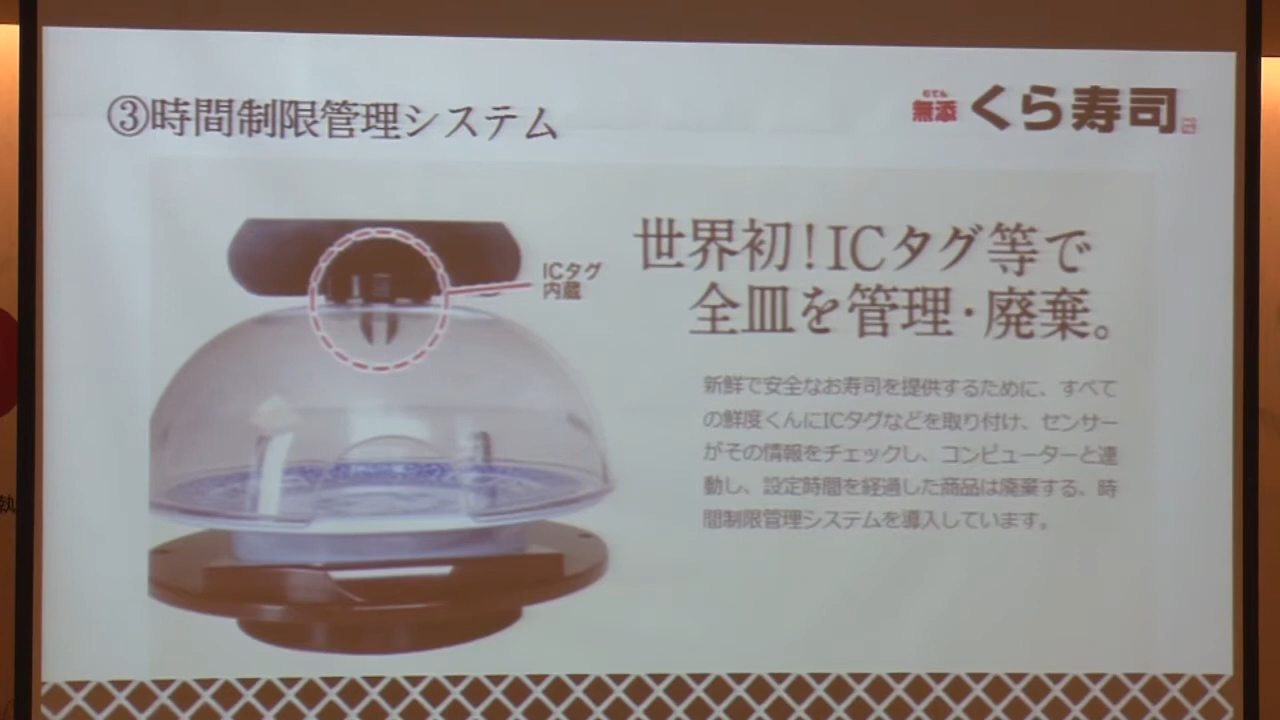 ③時間制限管理システム
むてん
無添 くら寿司
ICタグ
内蔵
世界初！ICタグ等で
全皿を管理・廃棄。
新鮮で安全なお寿司を提供するために、すべて
の鮮度くんにICタグなどを取り付け、センサー
がその情報をチェックし、コンピューターと連
動し、設定時間を経過した商品は廃棄する、時
間制限管理システムを導入しています。
執